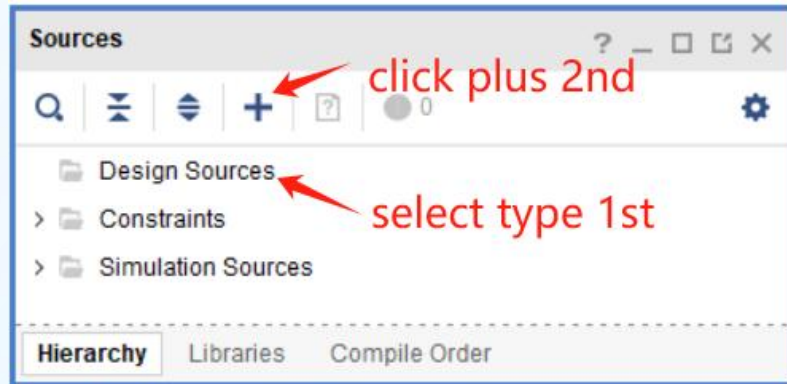 Sources
click plus 2nd
0
Design Sources
select type 1st
Constraints
Simulation Sources
Hierarchy Libraries Compile Order